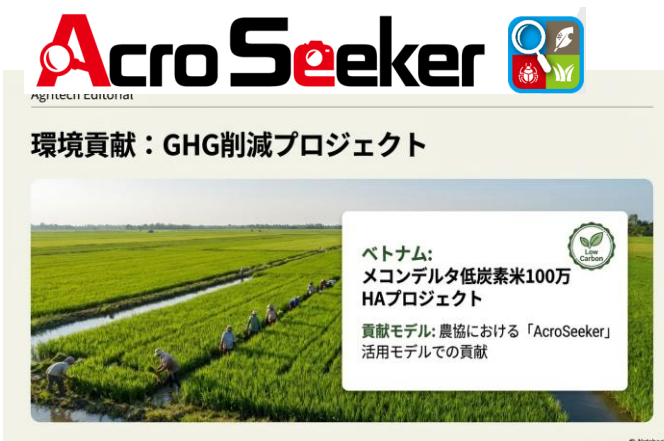 AcroSeeker
Agritech Editorial
環境貢献：GHG削減プロジェクト
Low
Carbon
ベトナム:
メコンデルタ低炭素米100万
HAプロジェクト
貢献モデル: 農協における「AcroSeeker」
活用モデルでの貢献